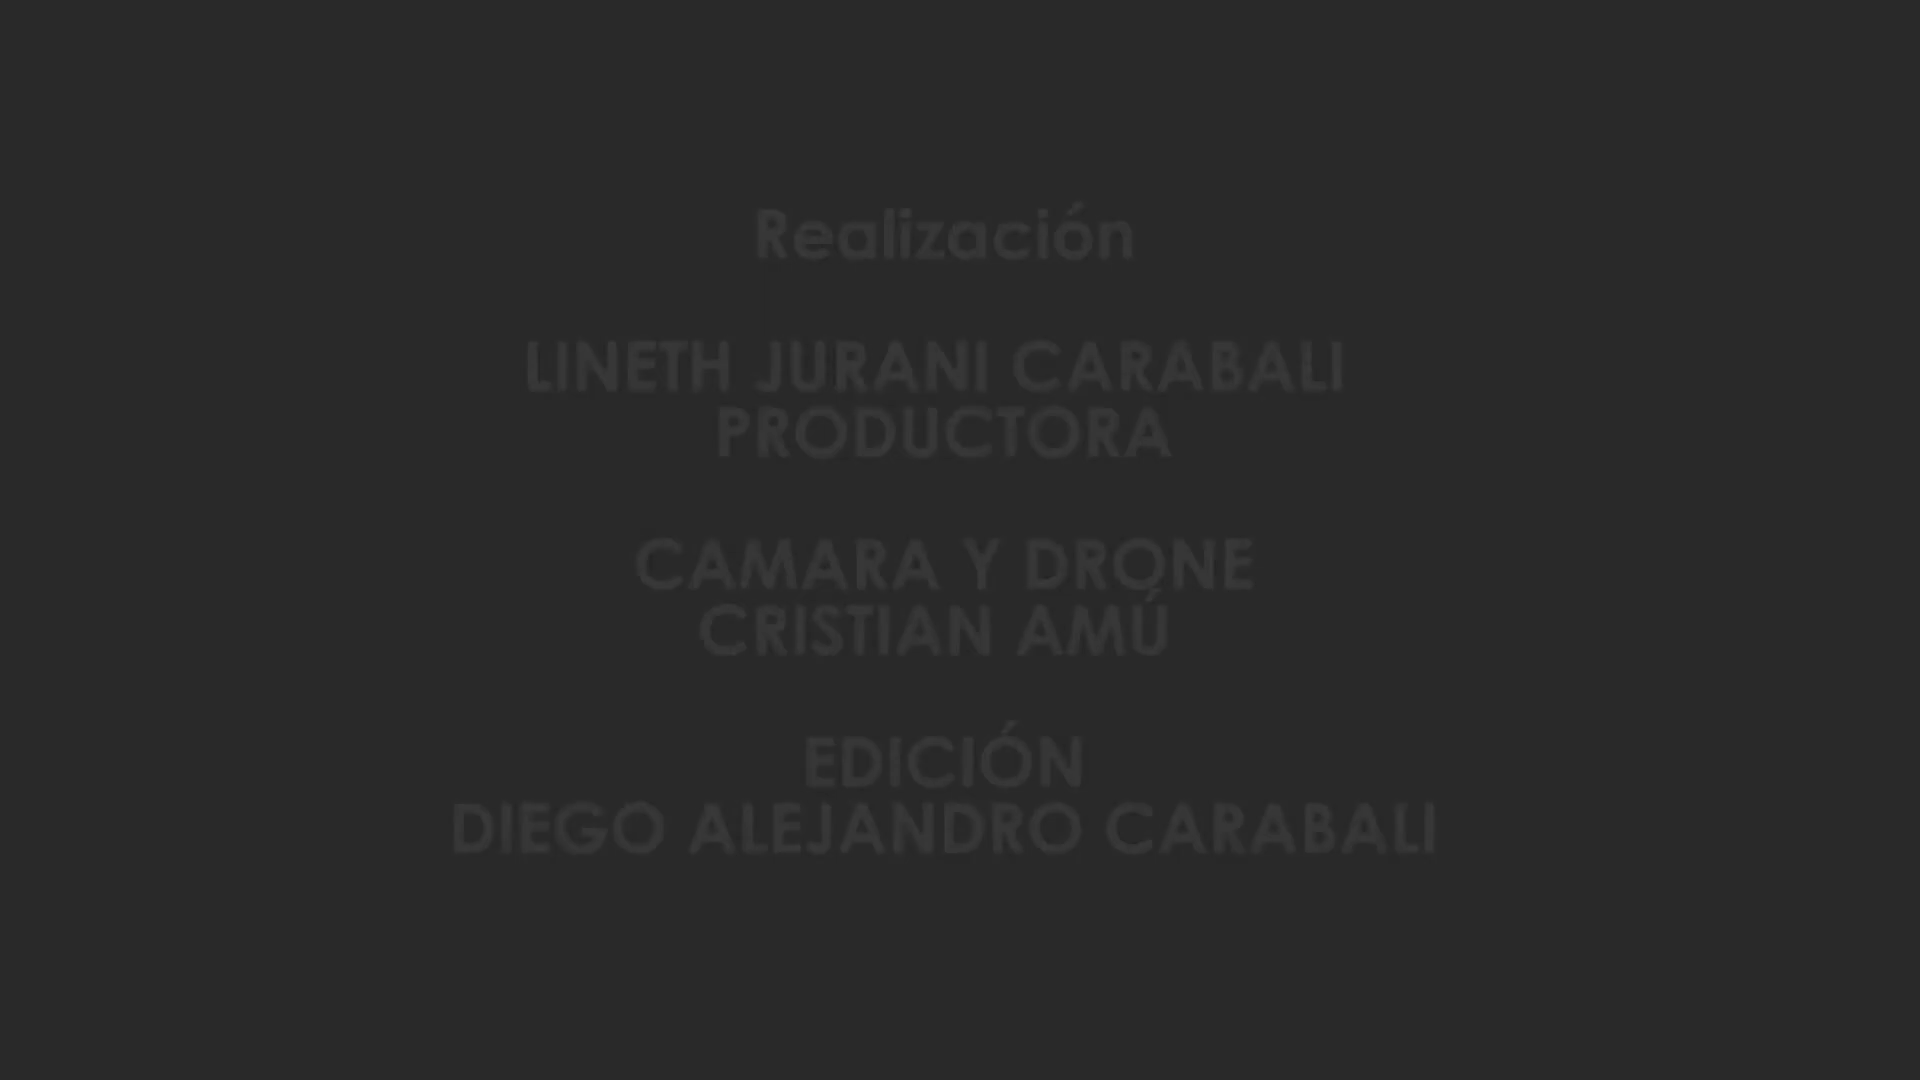 Realización
LINETH JURANI CARABALI
PRODUCTORA
CAMARA Y DRONE
CRISTIAN AMÚ
EDICIÓN
DIEGO ALEJANDRO CARABALI